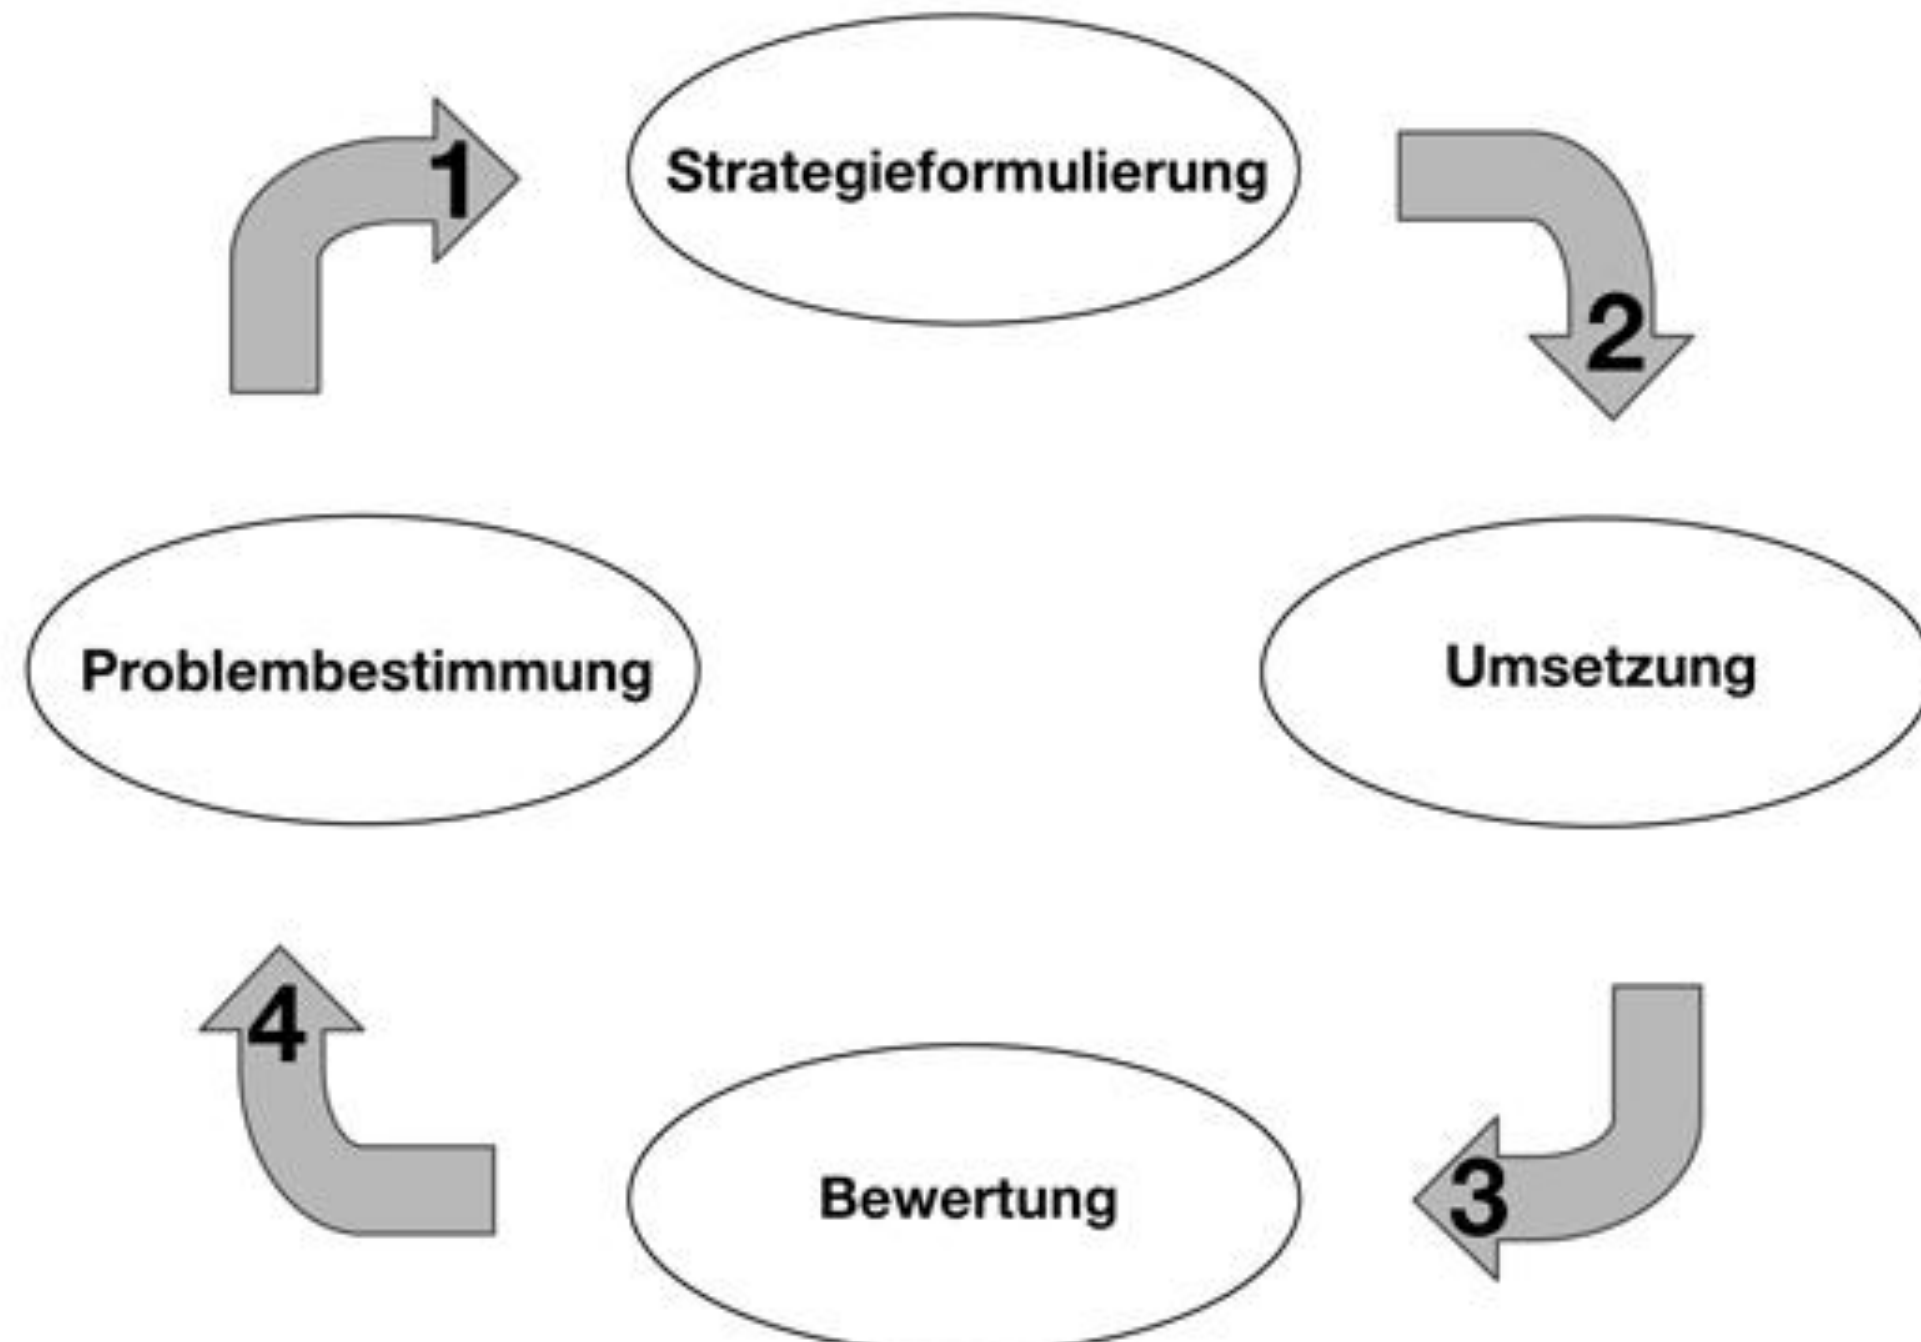 1
Strategieformulierung
2
Problembestimmung
Umsetzung
4
Bewertung
3